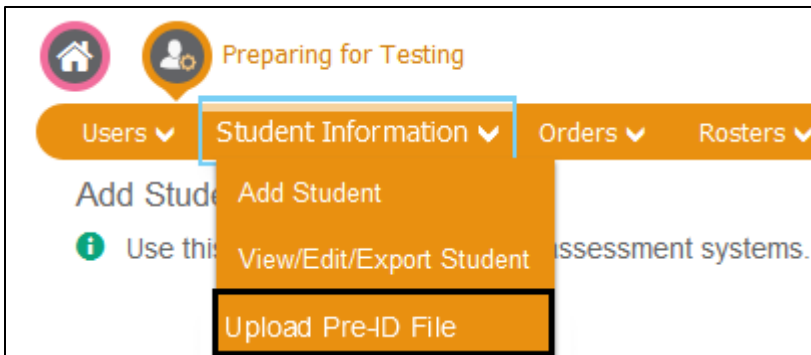 Preparing for Testing
Users Student Information Orders Rosters
Add Stude
Add Student
Use thi
View/Edit/Export Student
ssessment systems.
Upload Pre-ID File